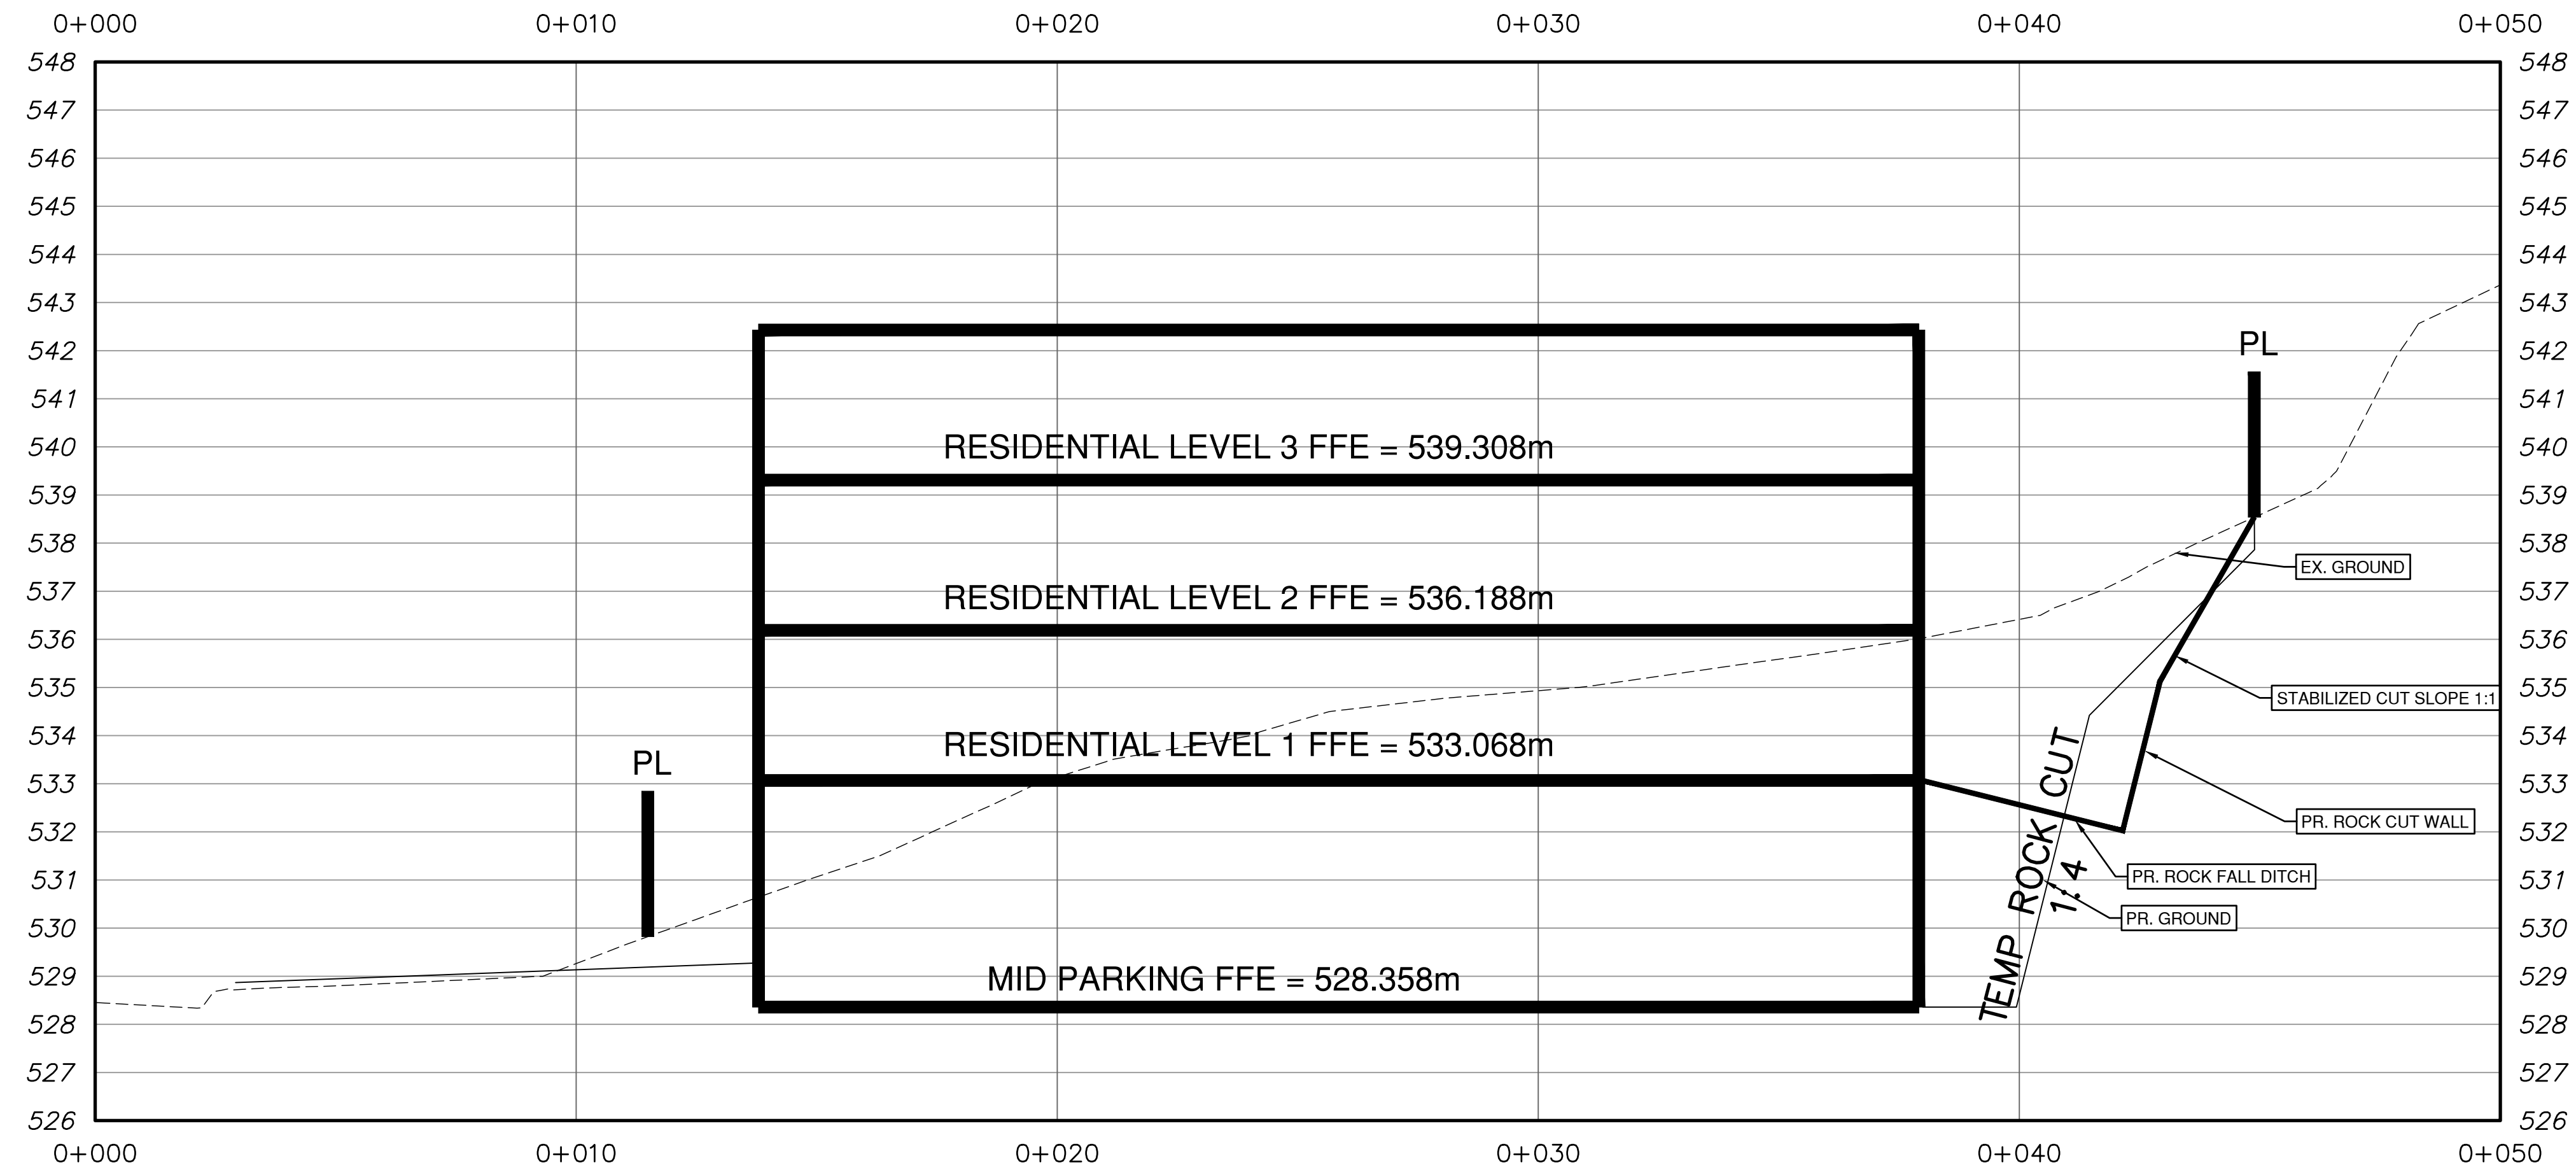 0+000 0+010 0+020 0+030 0+040 0+050
548 548
547 547
546 546
545 545
544 544
543 543
PL
542 542
541 541
RESIDENTIAL LEVEL 3 FFE = 539.308m
540 540
539 539
538 538
EX. GROUND
RESIDENTIAL LEVEL 2 FFE = 536.188m
537 537
536 536
535 535
STABILIZED CUT SLOPE 1:1
RESIDENTIAL LEVEL 1 FFE = 533.068m
534 534
PL
533 533
PR. ROCK CUT WALL
532 532
TEMP ROCK CUT
1:4
PR. ROCK FALL DITCH
531 531
PR. GROUND
530 530
MID PARKING FFE = 528.358m
529 529
528 528
527 527
526 526
0+000 0+010 0+020 0+030 0+040 0+050